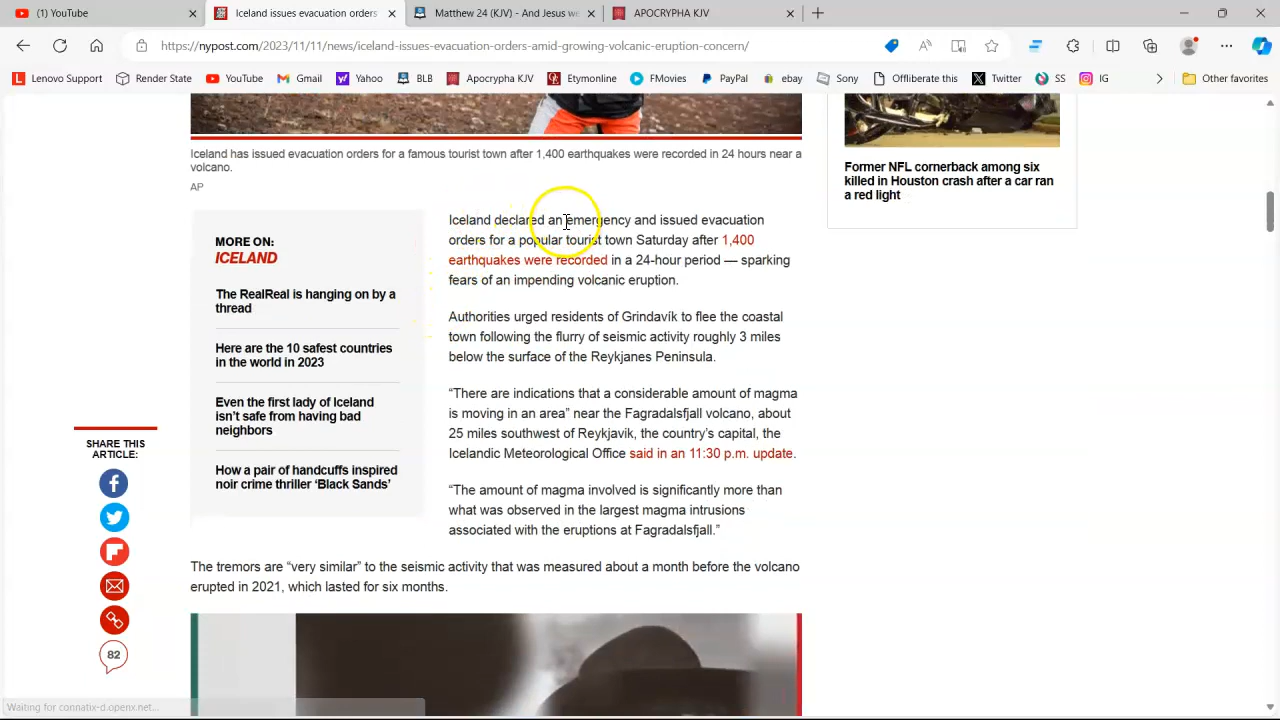 (1) YouTube
Iceland issues evacuation orders
Matthew 24 (KJV) - And Jesus we
APOCRYPHA KJV
https://nypost.com/2023/11/11/news/iceland-issues-evacuation-orders-amid-growing-volcanic-eruption-concern/
Lenovo Support Render State YouTube Gmail Yahoo BLB Apocrypha KJV Etymonline FMovies PayPal ebay Sony Offliberate this Twitter SS IG Other favorites
Iceland has issued evacuation orders for a famous tourist town after 1,400 earthquakes were recorded in 24 hours near a
volcano.
AP
MORE ON:
ICELAND
The RealReal is hanging on by a
thread
Here are the 10 safest countries
in the world in 2023
Even the first lady of Iceland
isn't safe from having bad
neighbors
How a pair of handcuffs inspired
noir crime thriller ‘Black Sands’
Iceland declared an emergency and issued evacuation
orders for a popular tourist town Saturday after 1,400
earthquakes were recorded in a 24-hour period — sparking
fears of an impending volcanic eruption.
Authorities urged residents of Grindavík to flee the coastal
town following the flurry of seismic activity roughly 3 miles
below the surface of the Reykjanes Peninsula.
“There are indications that a considerable amount of magma
is moving in an area” near the Fagradalsfjall volcano, about
25 miles southwest of Reykjavik, the country’s capital, the
Icelandic Meteorological Office said in an 11:30 p.m. update.
“The amount of magma involved is significantly more than
what was observed in the largest magma intrusions
associated with the eruptions at Fagradalsfjall.”
The tremors are “very similar” to the seismic activity that was measured about a month before the volcano
erupted in 2021, which lasted for six months.
Former NFL cornerback among six
killed in Houston crash after a car ran
a red light
SHARE THIS
ARTICLE:
82
Waiting for connatix-d.openx.net...